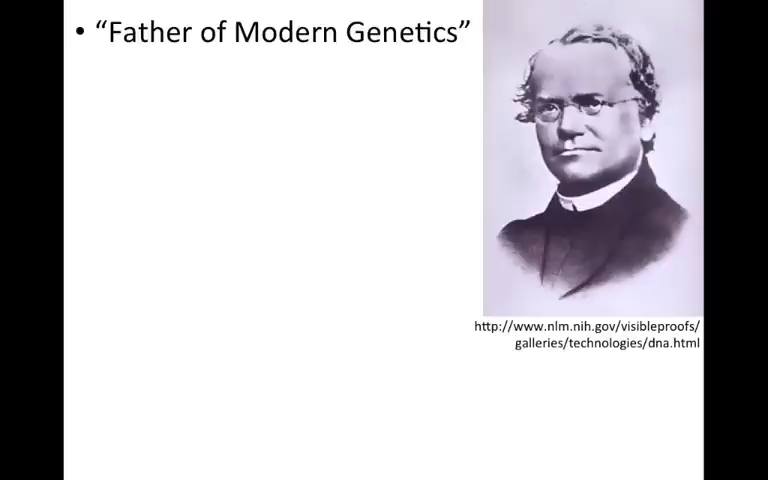 • “Father of Modern Genetics”
http://www.nlm.nih.gov/visibleproofs/
galleries/technologies/dna.html